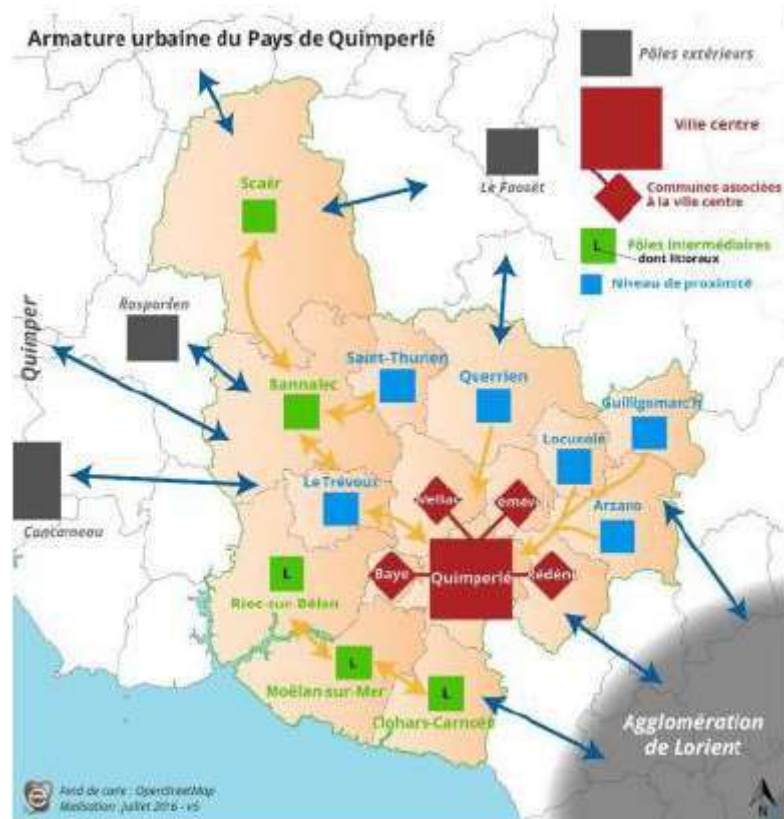 Armature urbaine du Pays de Quimperlé
Pôles extérieurs
Ville centre
Communes associées
à la ville centre
L
Pôles intermédiaires
dont littoraux
Niveau de proximité
Scaër
Le Faouët
Rosporden
Quimper
Bannalec
Saint-Thurien
Querrien
Guilligomarc'h
Locunolé
Le Trévoux
Arzano
Concarneau
Baye
Quimperlé
Rédéné
L
Riec-sur-Bélon
L
Moëlan-sur-Mer
L
Clohars-Carnoët
Agglomération
de Lorient
Fond de carte : OpenStreetMap
Réalisation : Juillet 2016 - v5
N